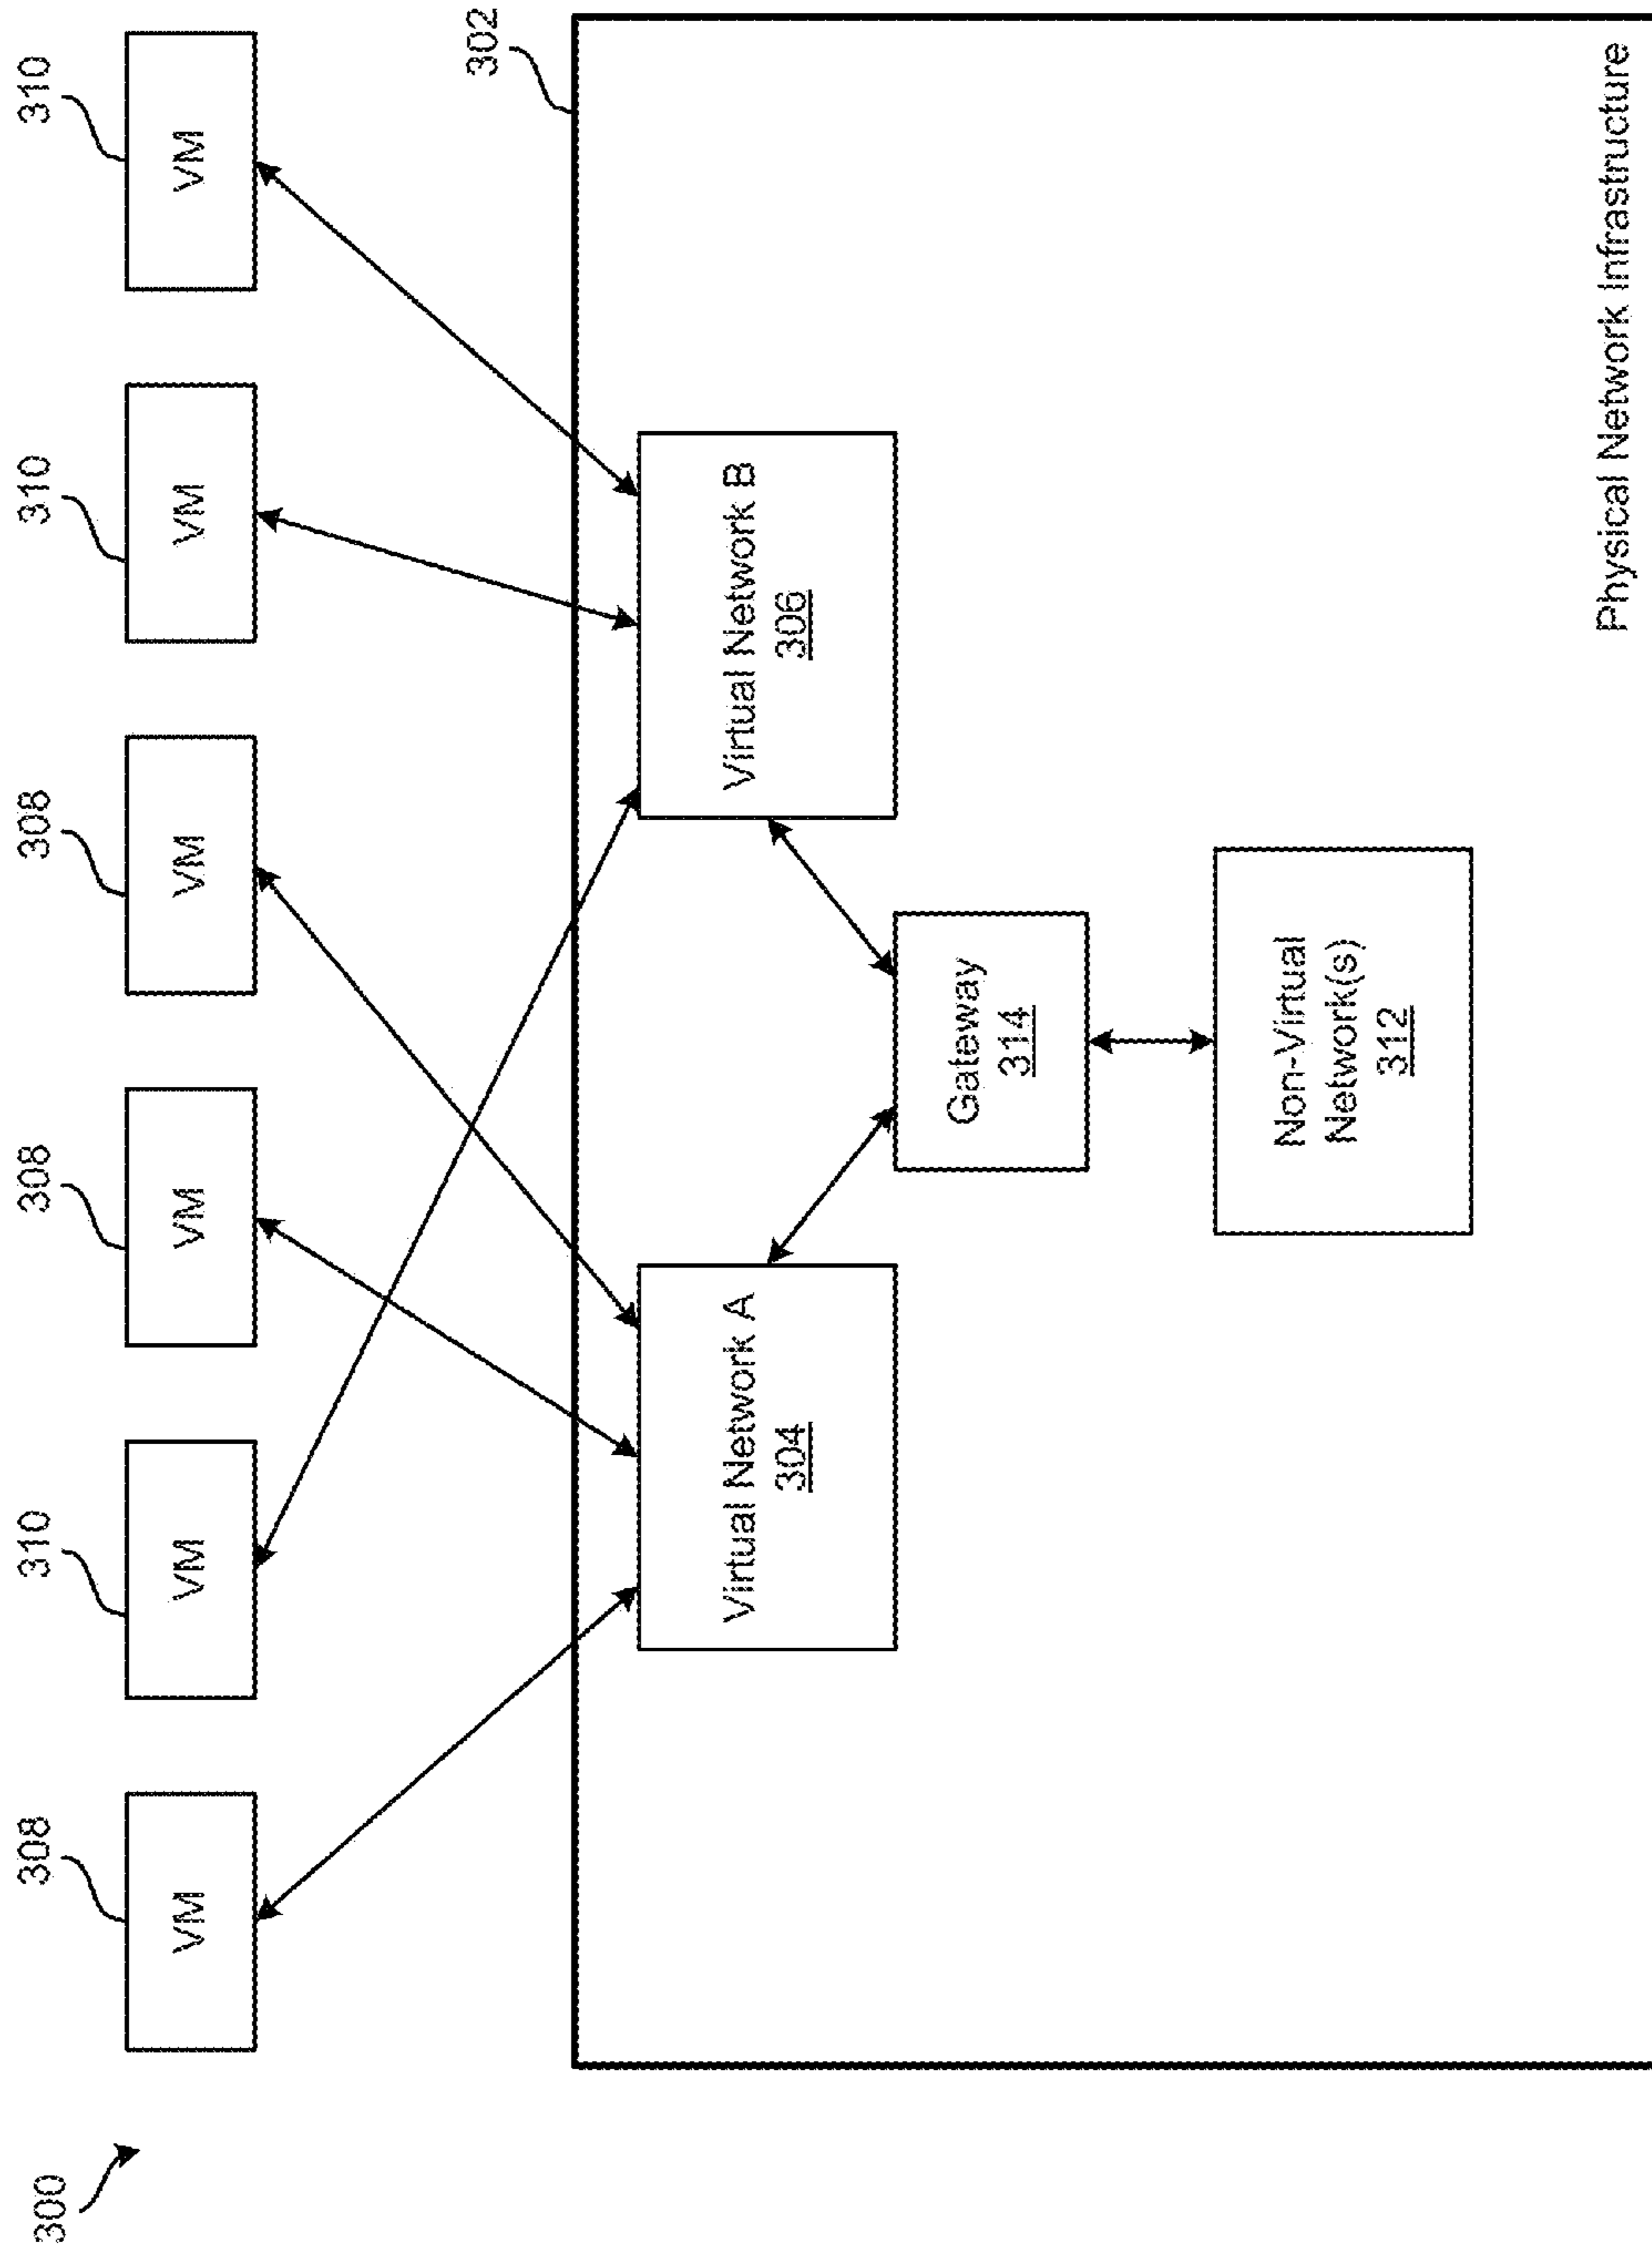 300
308
310
308
308
310
310
VM
VM
VM
VM
VM
VM
302
Virtual Network A
304
Virtual Network B
306
Gateway
314
Non-Virtual
Network(s)
312
Physical Network Infrastructure